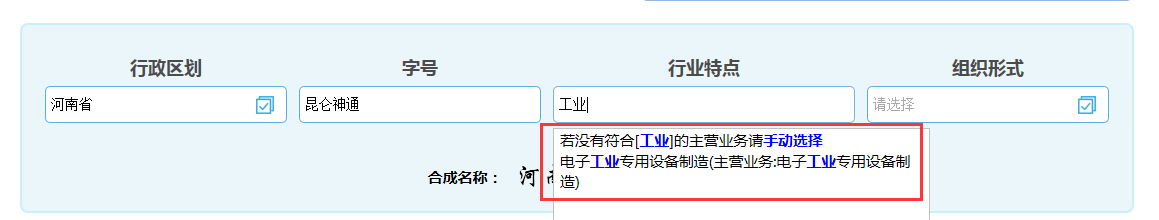 行政区划
字号
行业特点
组织形式
河南省
昆仑神通
工业
请选择
若没有符合[工业]的主营业务请手动选择
电子工业专用设备制造(主营业务:电子工业专用设备制
造)
合成名称：
河